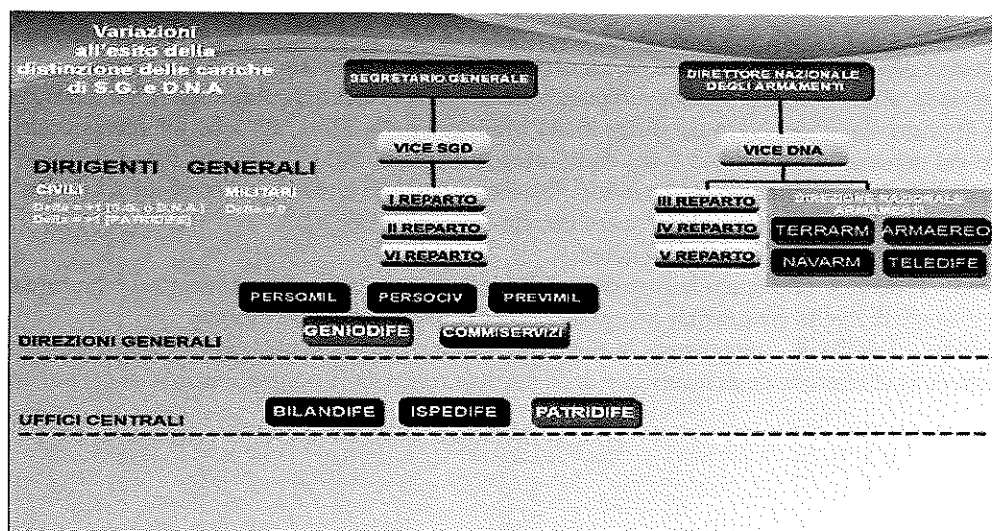 Variazioni
all'esito della
distinzione delle cariche
di S.G. e D.N.A
SEGRETARIO GENERALE
DIRETTORE NAZIONALE
DEGLI ARMAMENTI
VICE SGD
VICE DNA
DIRIGENTI GENERALI
CIVILI
MILITARI
I REPARTO
II REPARTO
VI REPARTO
III REPARTO
IV REPARTO
V REPARTO
DIREZIONE NAZIONALE
TERRARM
ARMAEREO
NAVARM
TELEDIFE
PERSOMIL
PERSOCIV
PREVIMIL
GENIODIFE
COMMISERVIZI
DIREZIONI GENERALI
UFFICI CENTRALI
BILANDIFE
ISPEDIFE
PATRIDIFE